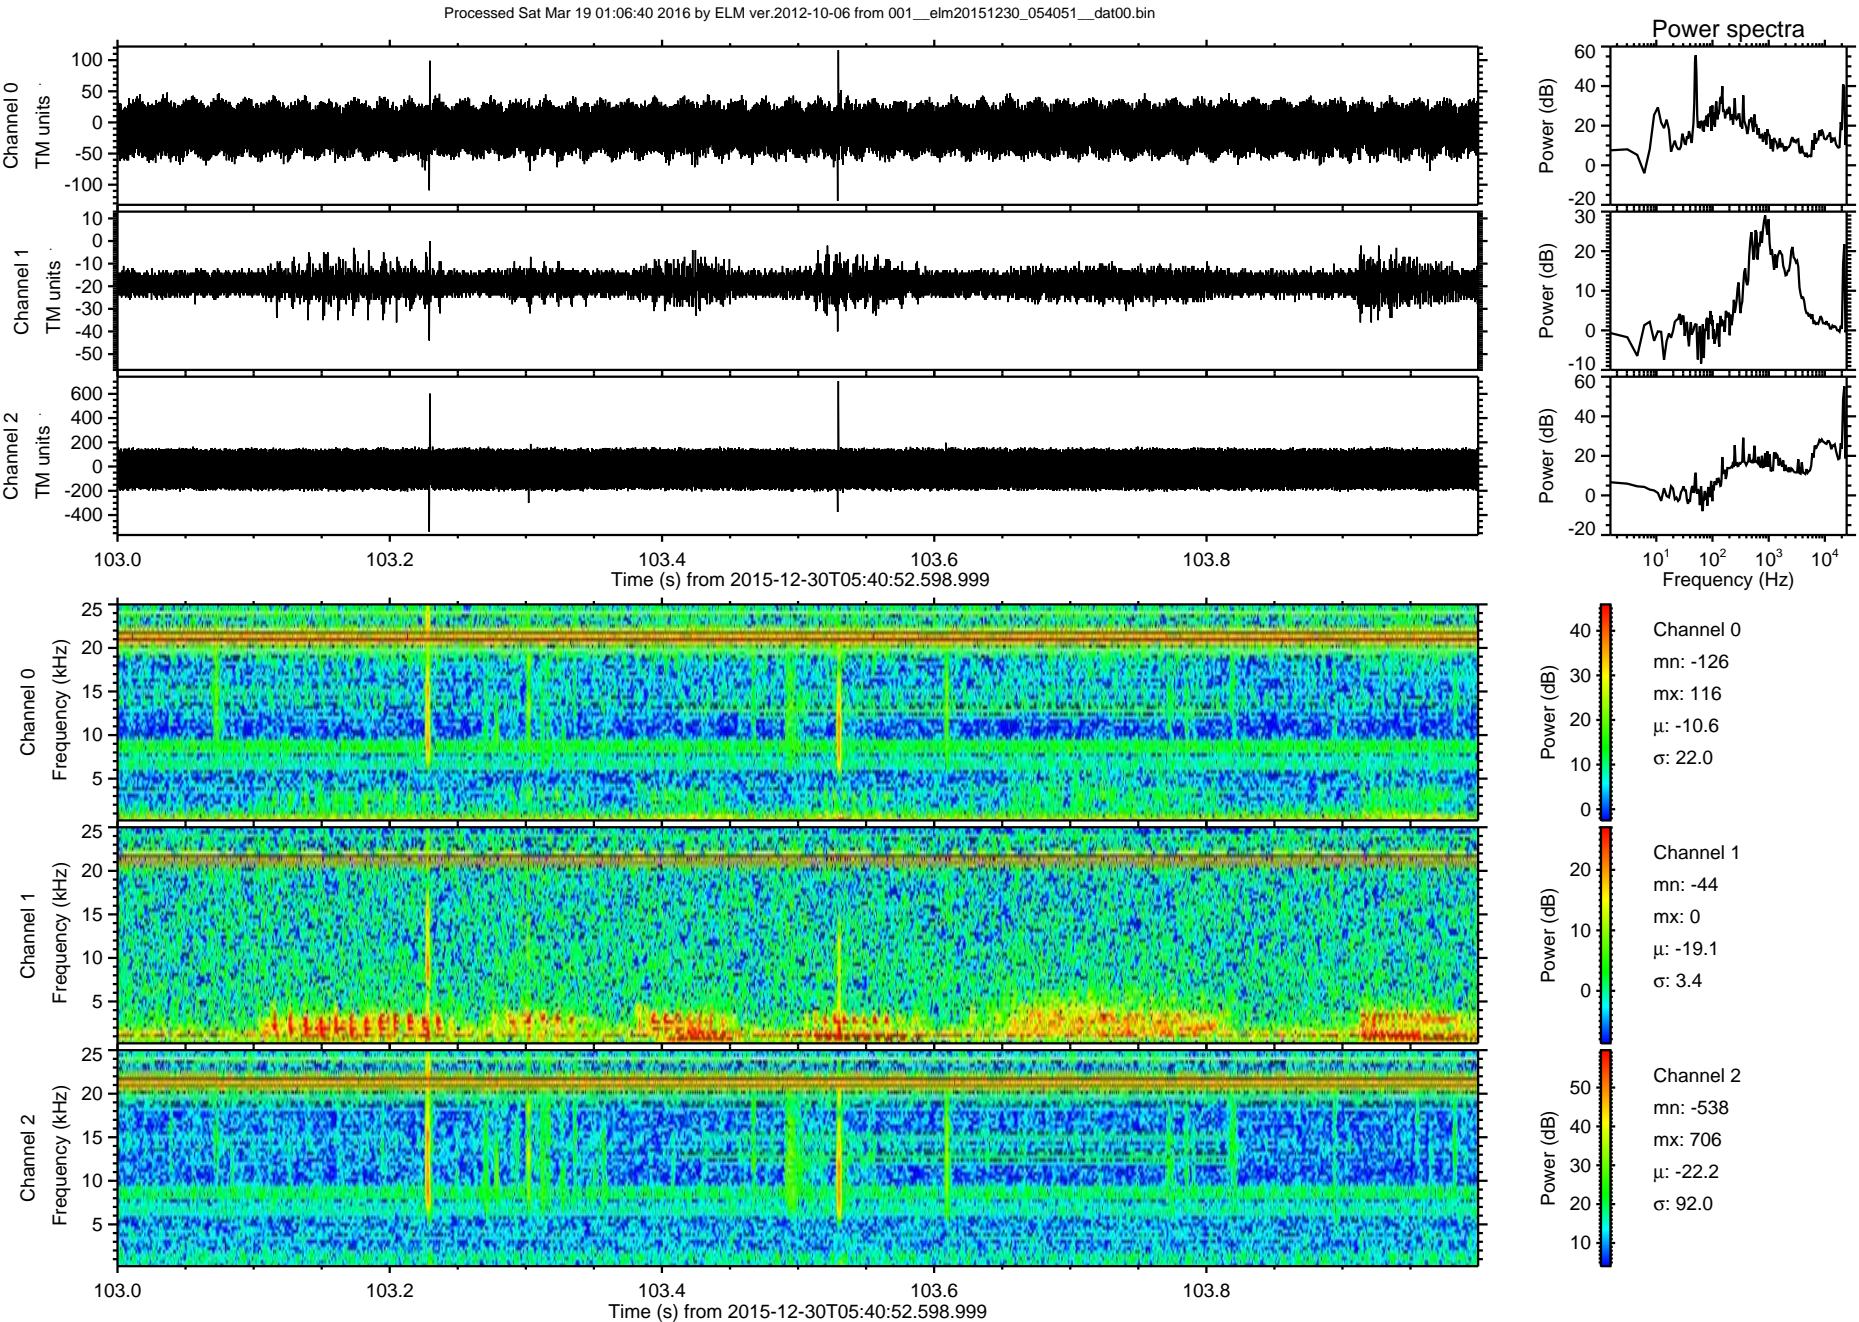 Processed Sat Mar 19 01:06:40 2016 by ELM ver.2012-10-06 from 001__elm20151230_054051__dat00.bin
Power spectra
Channel 0
TM units
100
50
0
-50
-100
Power (dB)
60
40
20
0
-20
Channel 1
TM units
10
0
-10
-20
-30
-40
-50
Power (dB)
30
20
10
0
-10
Channel 2
TM units
600
400
200
0
-200
-400
Power (dB)
60
40
20
0
-20
103.0 103.2 103.4 103.6 103.8
Time (s) from 2015-12-30T05:40:52.598.999
10¹ 10² 10³ 10⁴
Frequency (Hz)
Channel 0
Frequency (kHz)
25
20
15
10
5
Power (dB)
40
30
20
10
0
Channel 0
mn: -126
mx: 116
μ: -10.6
σ: 22.0
Channel 1
Frequency (kHz)
25
20
15
10
5
Power (dB)
20
10
0
Channel 1
mn: -44
mx: 0
μ: -19.1
σ: 3.4
Channel 2
Frequency (kHz)
25
20
15
10
5
Power (dB)
50
40
30
20
10
Channel 2
mn: -538
mx: 706
μ: -22.2
σ: 92.0
103.0 103.2 103.4 103.6 103.8
Time (s) from 2015-12-30T05:40:52.598.999